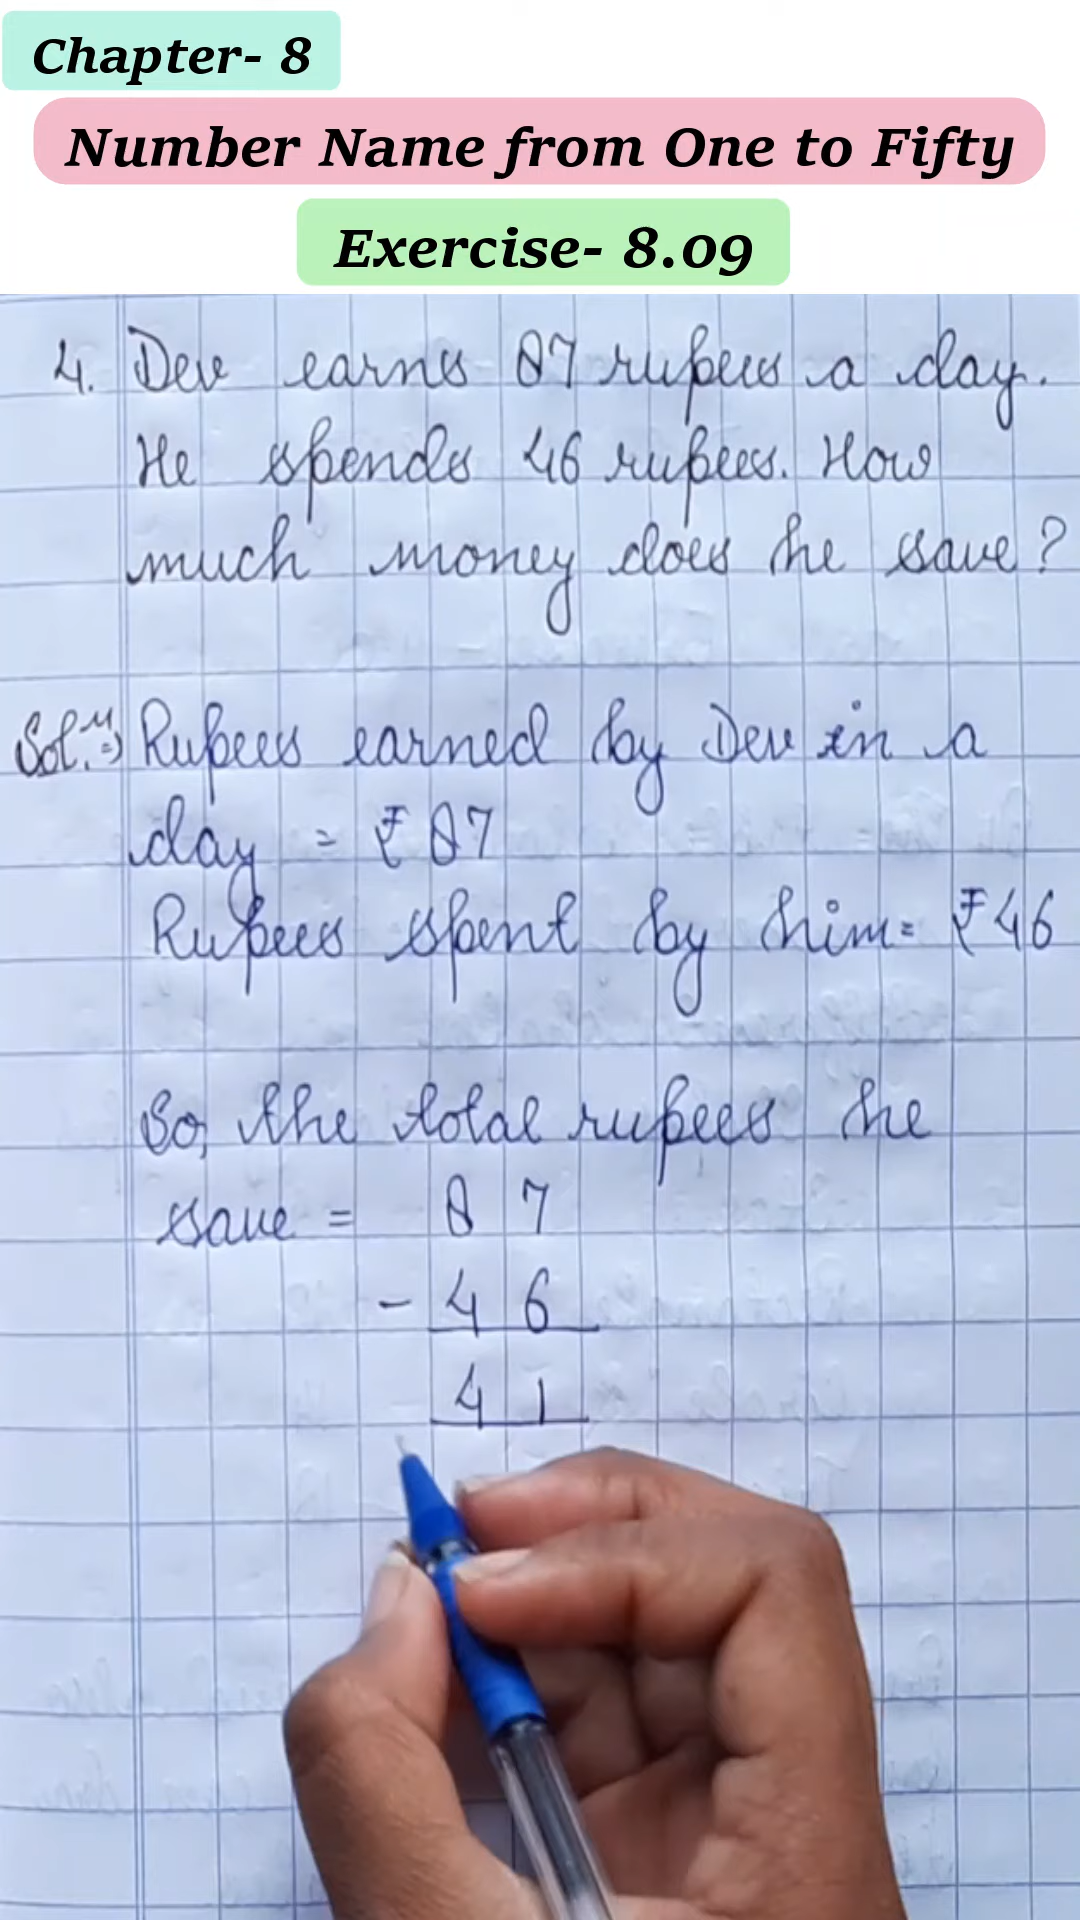 Chapter- 8
Number Name from One to Fifty
Exercise- 8.09
4. Dev earns 87 rupees a day.
He spends 46 rupees. How
much money does he save?
Sol.ⁿ ⇒ Rupees earned by Dev in a
day = ₹ 87
Rupees spent by him = ₹46
So, the total rupees he
save = 8 7
- 4 6
4 1